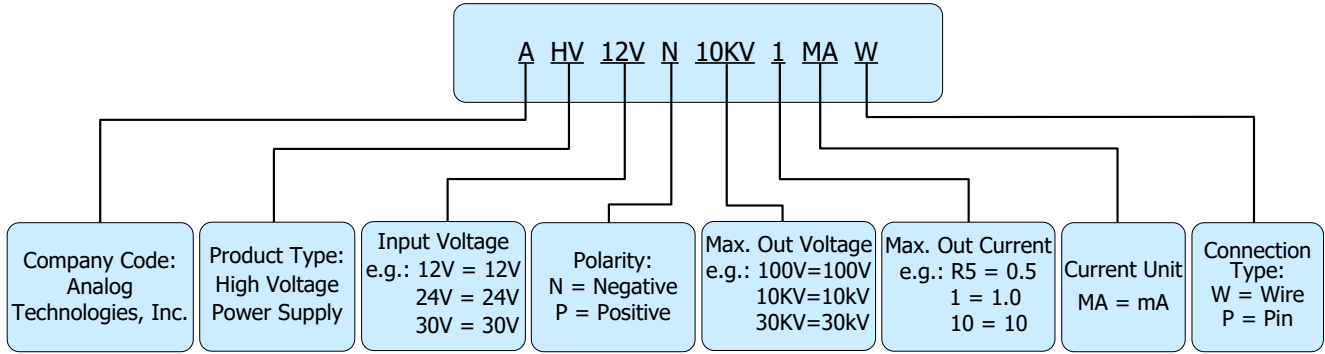 A HV 12V N 10KV 1 MA W
Company Code:
Analog
Technologies, Inc.
Product Type:
High Voltage
Power Supply
Input Voltage
e.g.: 12V = 12V
24V = 24V
30V = 30V
Polarity:
N = Negative
P = Positive
Max. Out Voltage
e.g.: 100V=100V
10KV=10kV
30KV=30kV
Max. Out Current
e.g.: R5 = 0.5
1 = 1.0
10 = 10
Current Unit
MA = mA
Connection
Type:
W = Wire
P = Pin